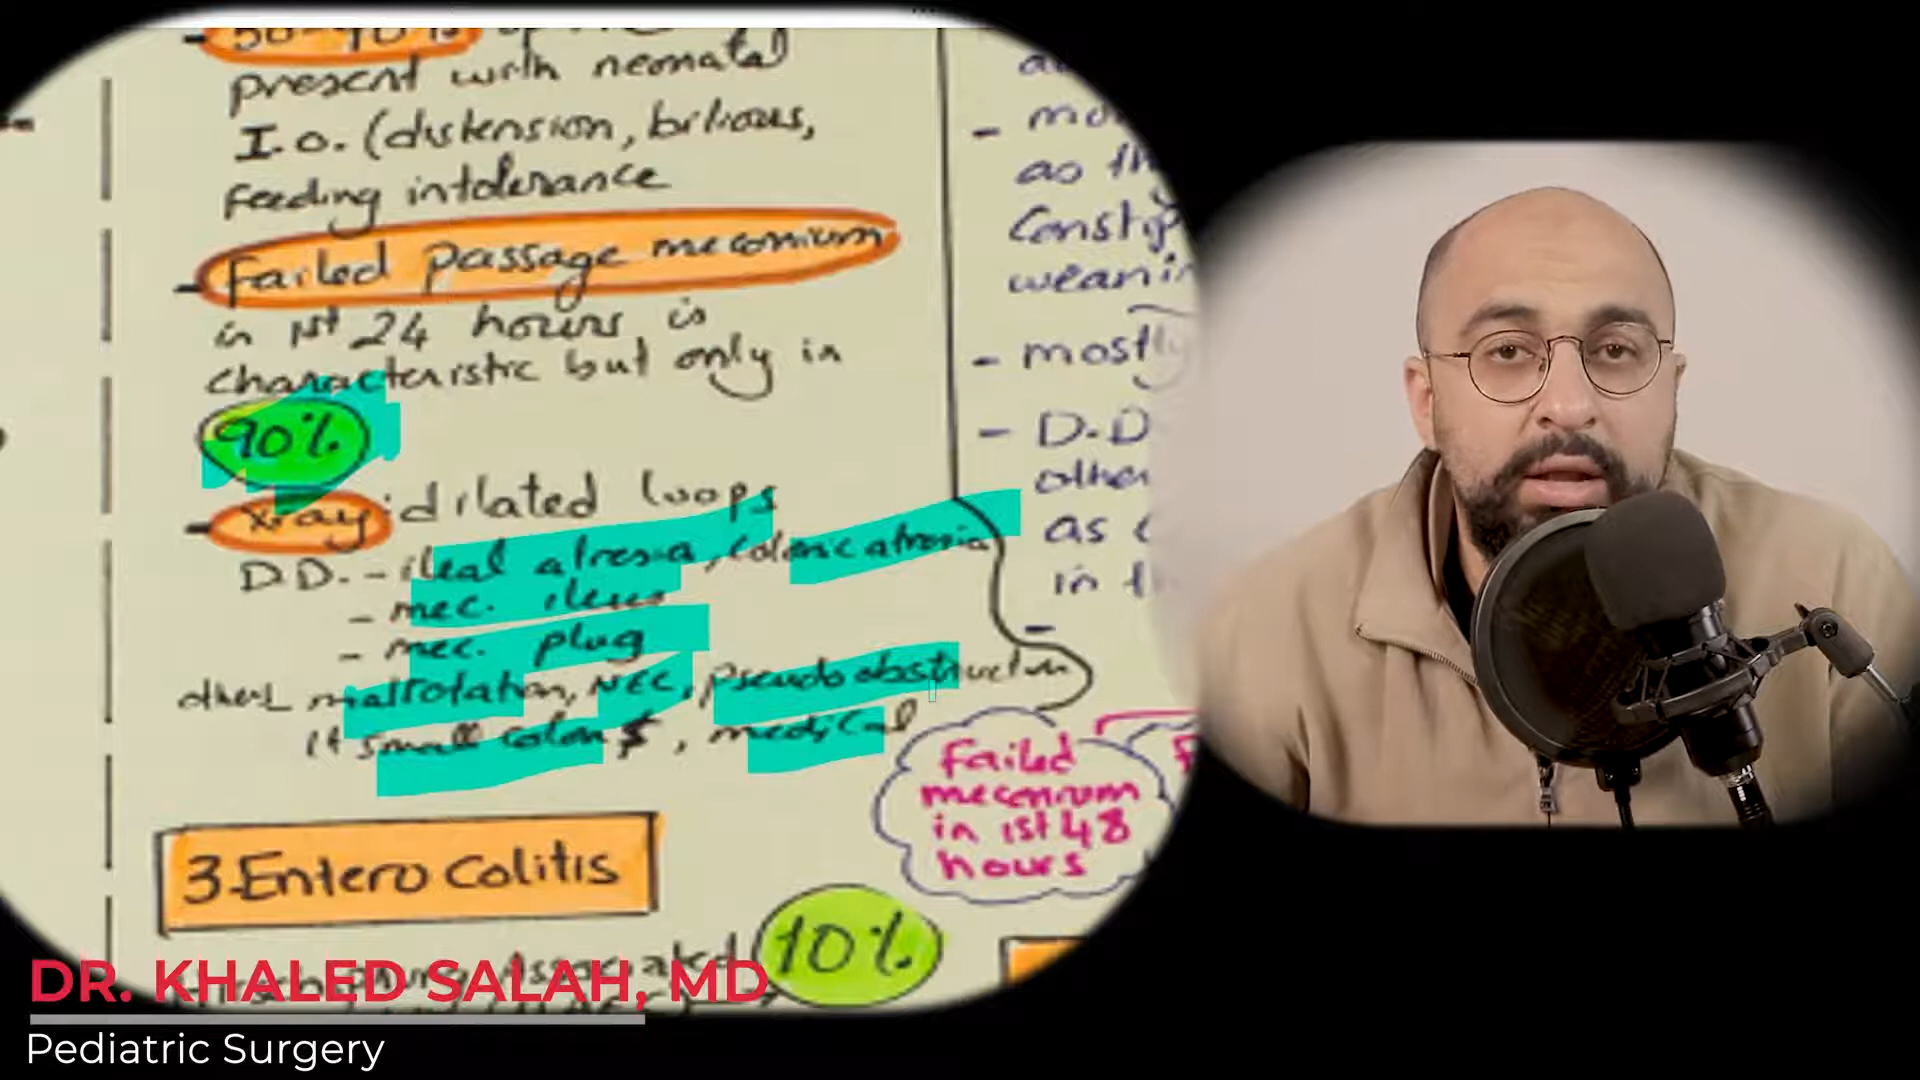 present with neonatal
I.o. (distension, bilious,
feeding intolerance
- Failed passage meconium
in 1st 24 hours is
characteristic but only in
90%
- xray: dilated loops
D.D. - ileal atresia, colonic atresia
- mec. ileus
- mec. plug
others malrotation, NEC, pseudo obstruction
lt small colon $, medical
3-Entero colitis
Associated
10%
- 
as th
Constip
weanin
- mostly
- D.D
other
as c
in t
-
Failed
meconium
in 1st 48
hours
DR. KHALED SALAH, MD
Pediatric Surgery